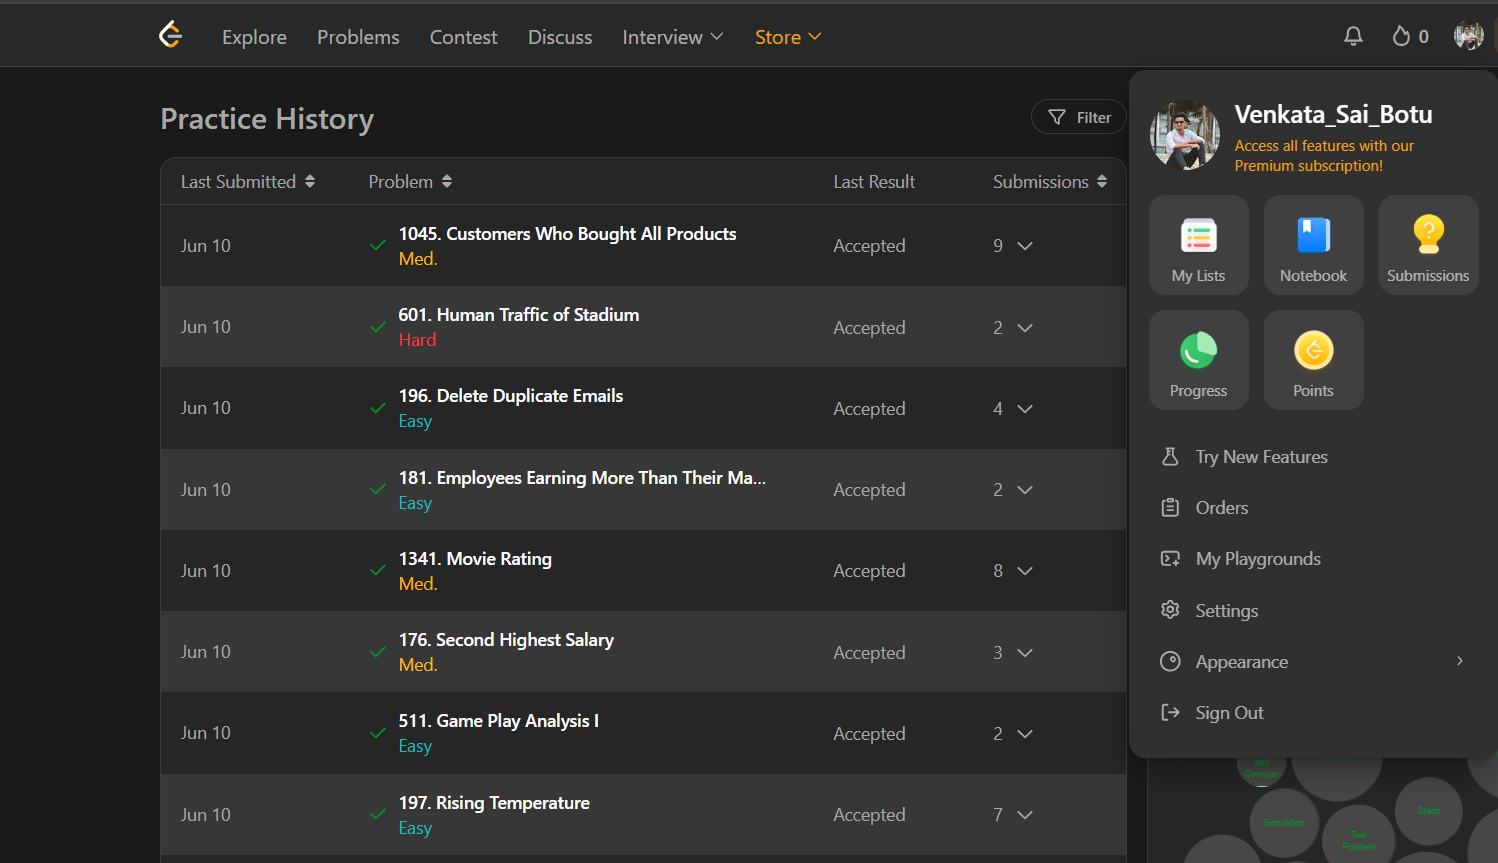 Explore Problems Contest Discuss Interview Store 0
Practice History
Filter
Last Submitted Problem Last Result Submissions
Jun 10 1045. Customers Who Bought All Products Accepted 9
Med.
Jun 10 601. Human Traffic of Stadium Accepted 2
Hard
Jun 10 196. Delete Duplicate Emails Accepted 4
Easy
Jun 10 181. Employees Earning More Than Their Ma... Accepted 2
Easy
Jun 10 1341. Movie Rating Accepted 8
Med.
Jun 10 176. Second Highest Salary Accepted 3
Med.
Jun 10 511. Game Play Analysis I Accepted 2
Easy
Jun 10 197. Rising Temperature Accepted 7
Easy
Venkata_Sai_Botu
Access all features with our
Premium subscription!
My Lists Notebook Submissions
Progress Points
Try New Features
Orders
My Playgrounds
Settings
Appearance
Sign Out
and
Conquer
Stack
Simulation
Two
Pointers